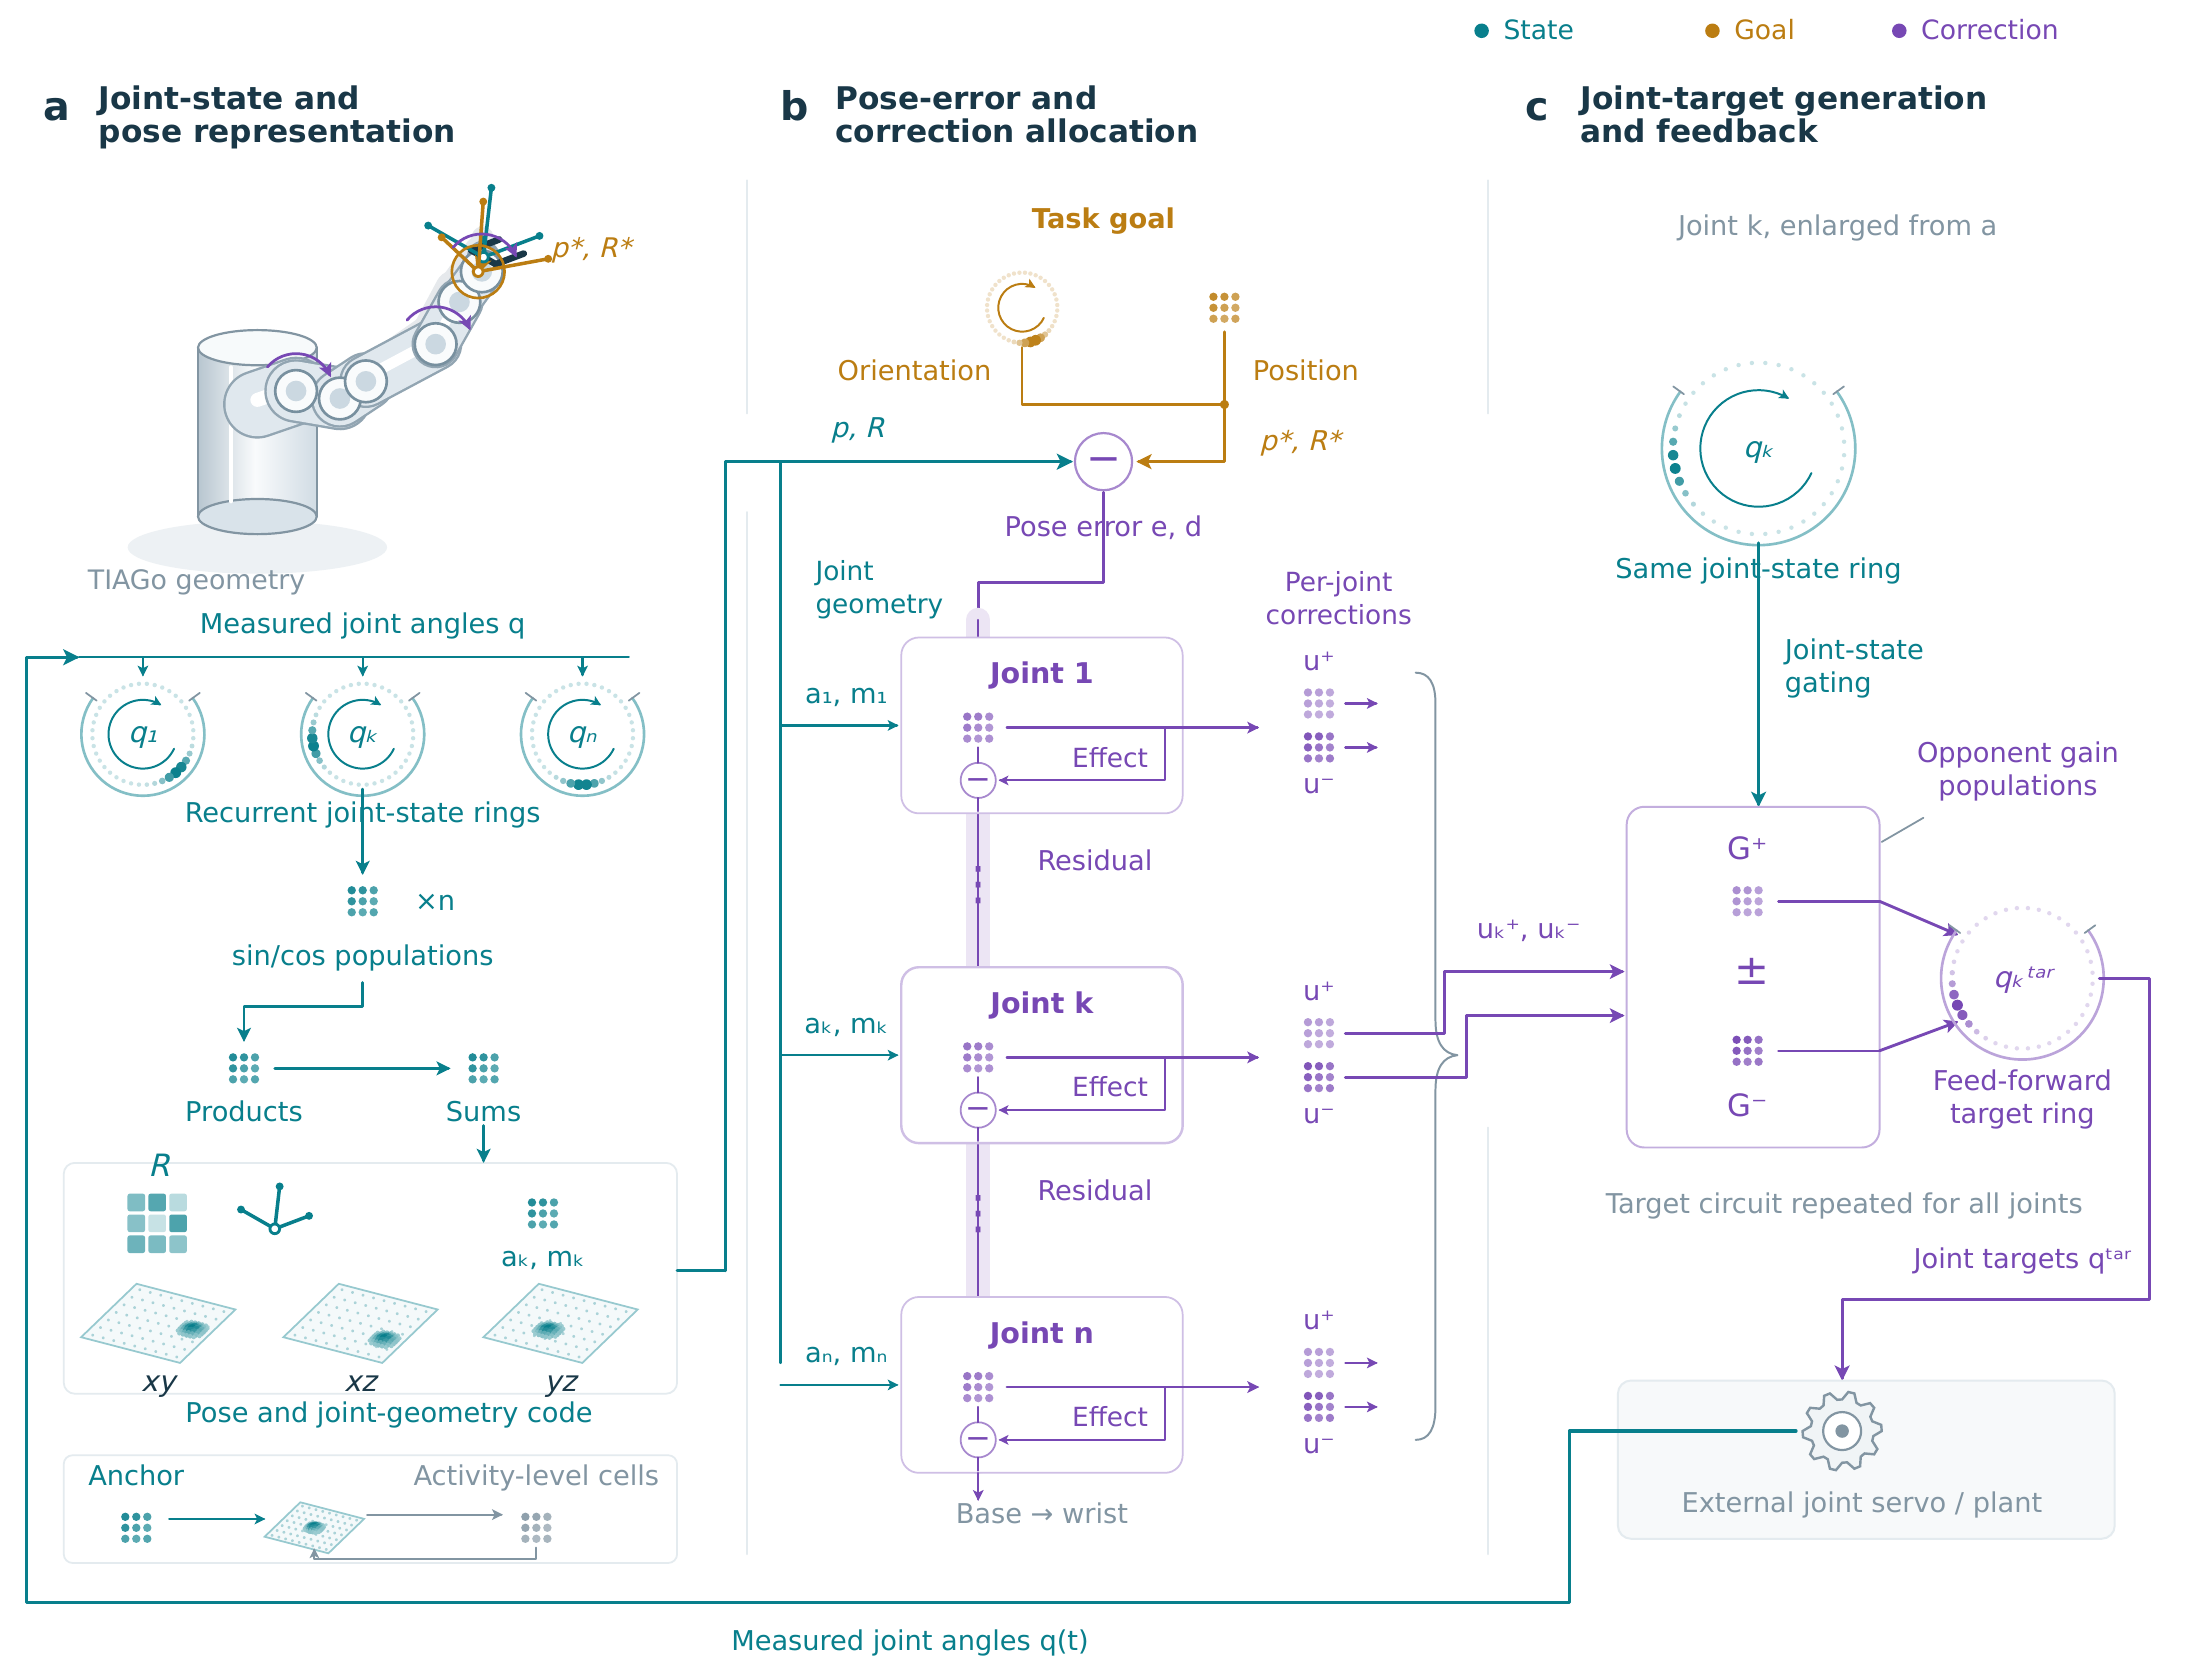 State
Goal
Correction
a
Joint-state and
pose representation
p*, R*
TIAGo geometry
Measured joint angles q
q₁
qₖ
qₙ
Recurrent joint-state rings
×n
sin/cos populations
Products
Sums
R
aₖ, mₖ
xy
xz
yz
Pose and joint-geometry code
Anchor
Activity-level cells
b
Pose-error and
correction allocation
Task goal
Orientation
Position
p, R
p*, R*
−
Pose error e, d
Joint
geometry
Per-joint
corrections
a₁, m₁
Joint 1
Effect
−
u⁺
u⁻
Residual
aₖ, mₖ
Joint k
Effect
−
u⁺
u⁻
Residual
aₙ, mₙ
Joint n
Effect
−
u⁺
u⁻
Base → wrist
c
Joint-target generation
and feedback
Joint k, enlarged from a
qₖ
Same joint-state ring
Joint-state
gating
Opponent gain
populations
uₖ⁺, uₖ⁻
G⁺
±
G⁻
qₖᵗᵃʳ
Feed-forward
target ring
Target circuit repeated for all joints
Joint targets qᵗᵃʳ
External joint servo / plant
Measured joint angles q(t)